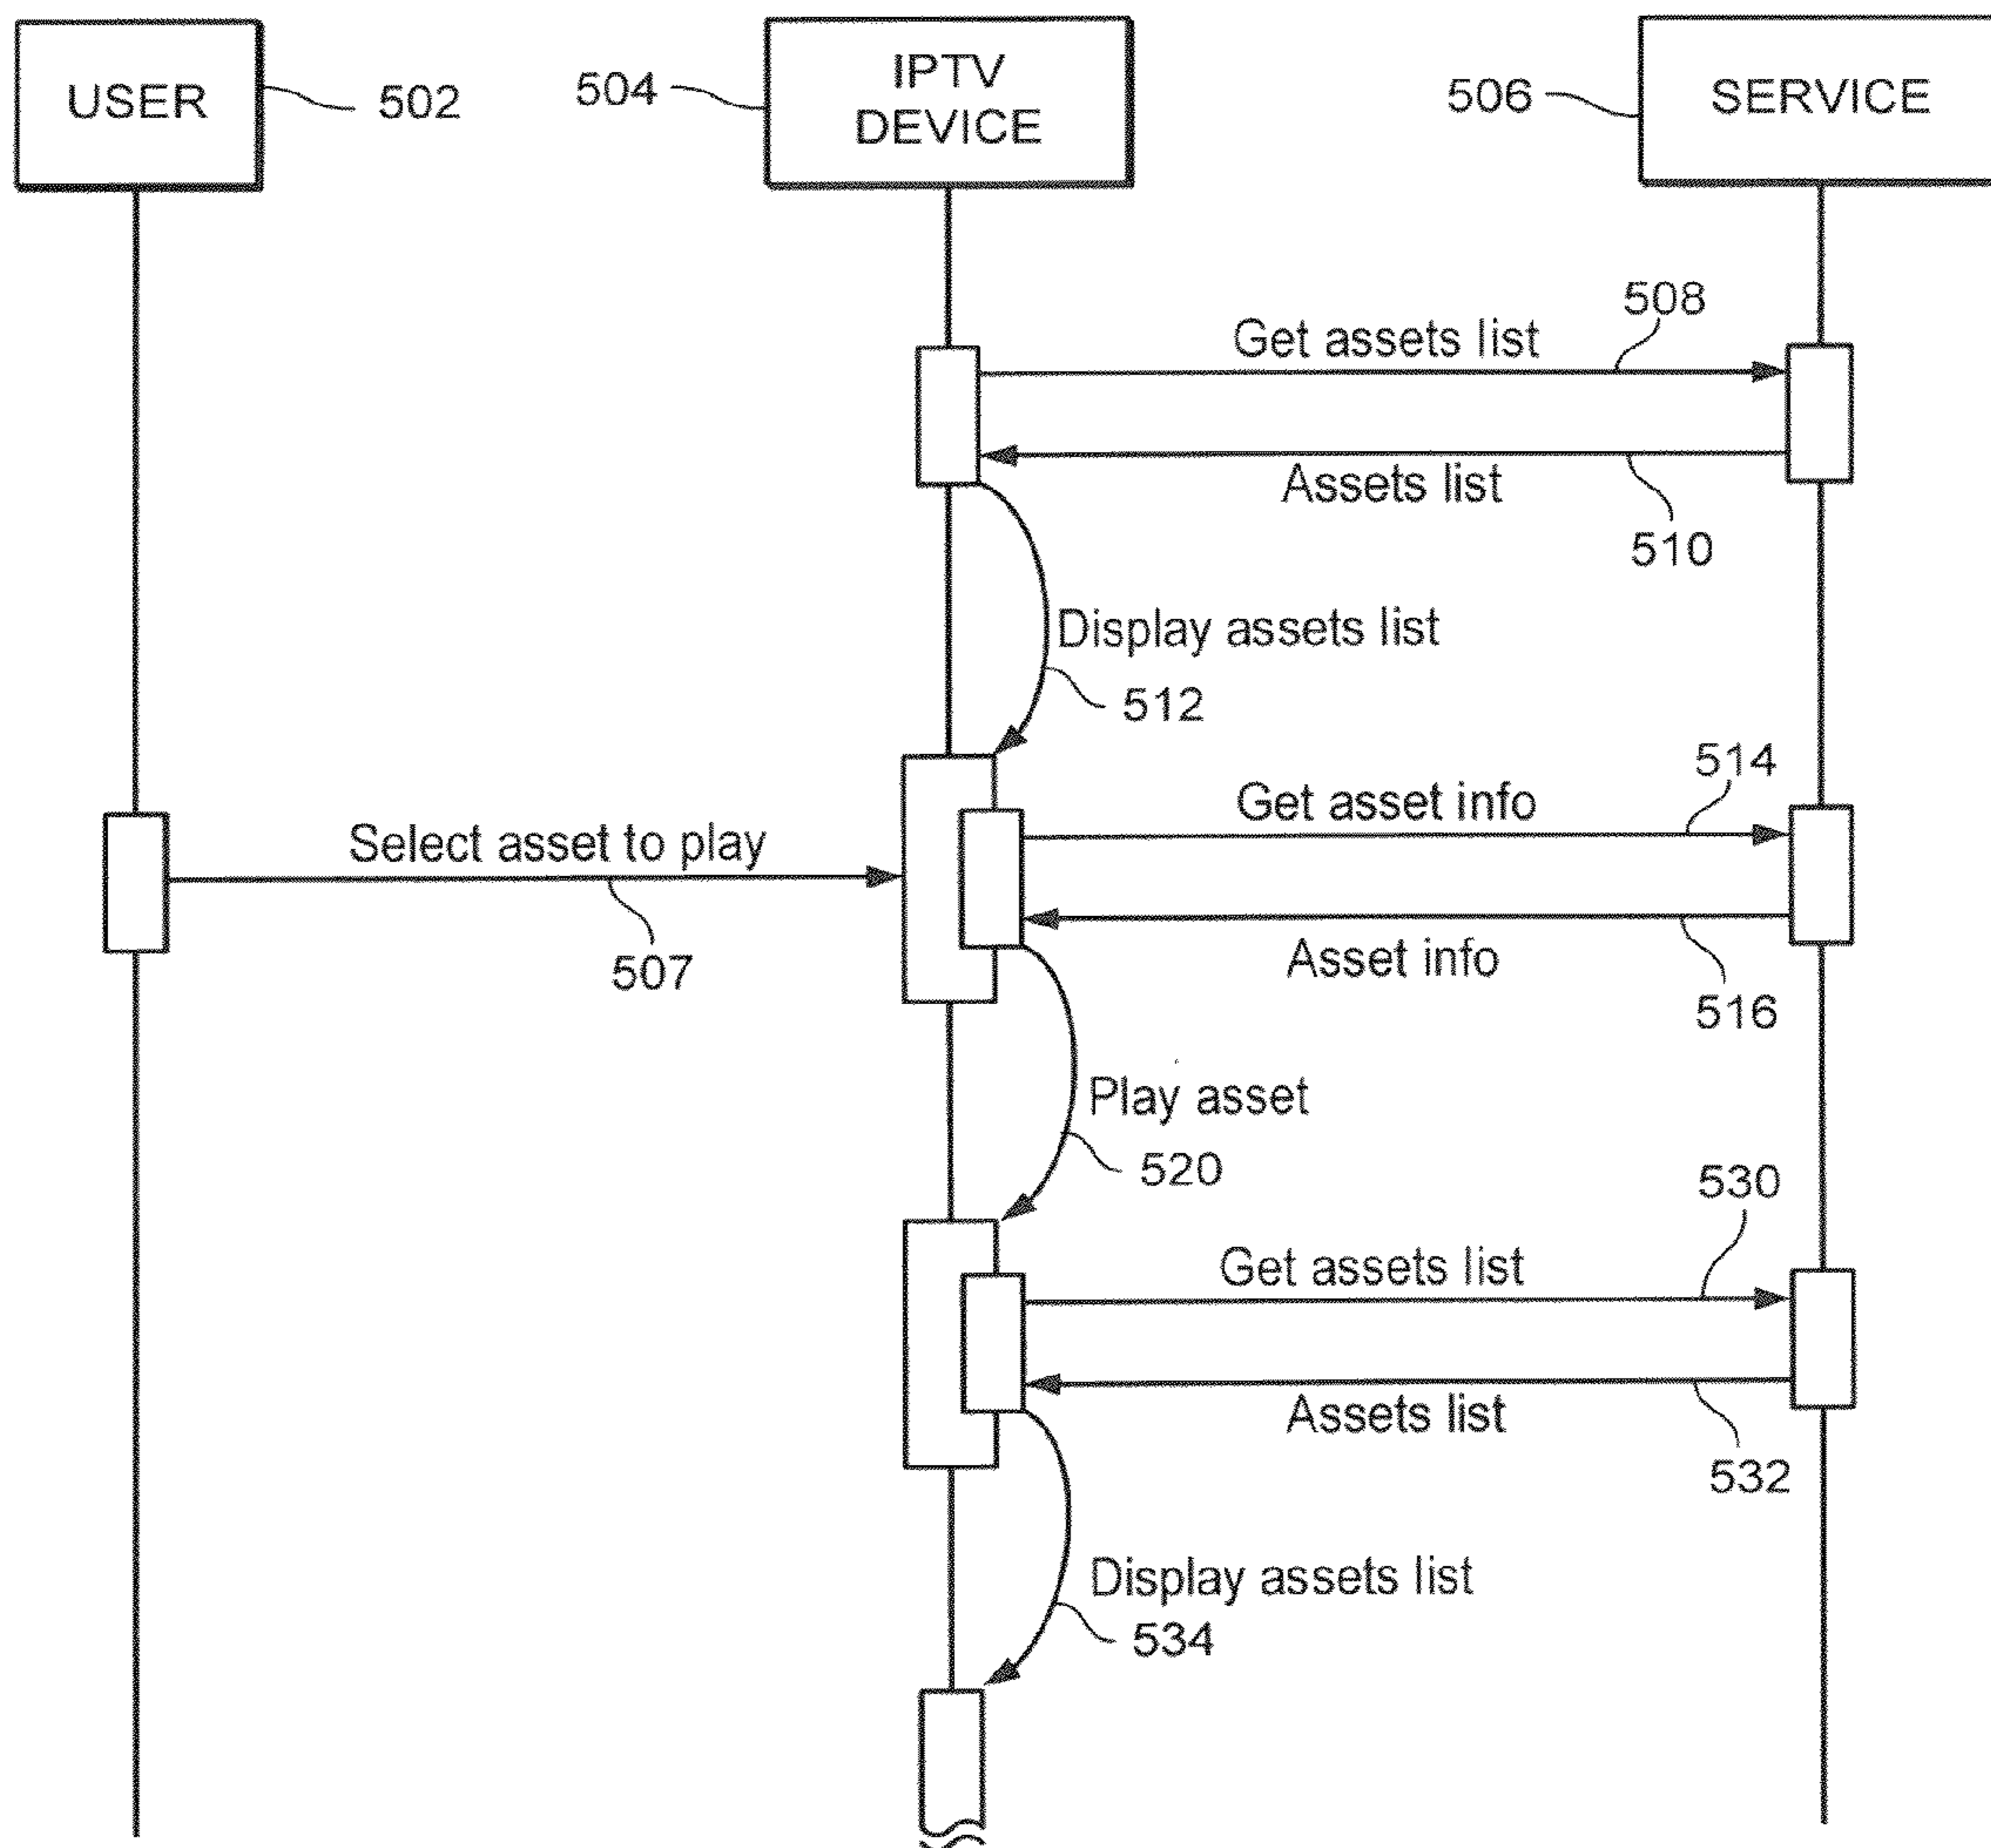 USER
502
504
IPTV
DEVICE
506
SERVICE
508
Get assets list
Assets list
510
Display assets list
512
514
Get asset info
Select asset to play
507
Asset info
516
Play asset
520
530
Get assets list
Assets list
532
Display assets list
534